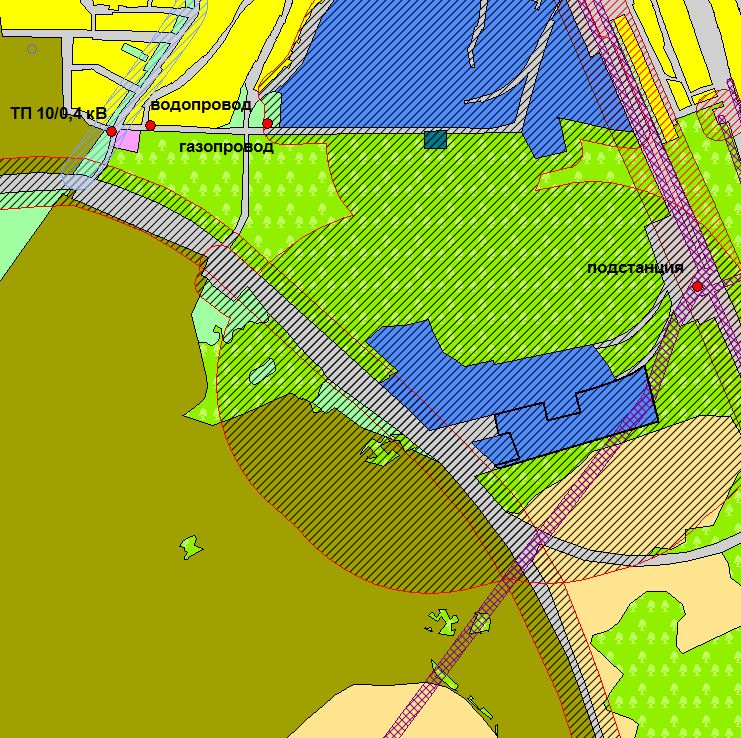 водопровод
ТП 10/0,4 кВ
газопровод
подстанция